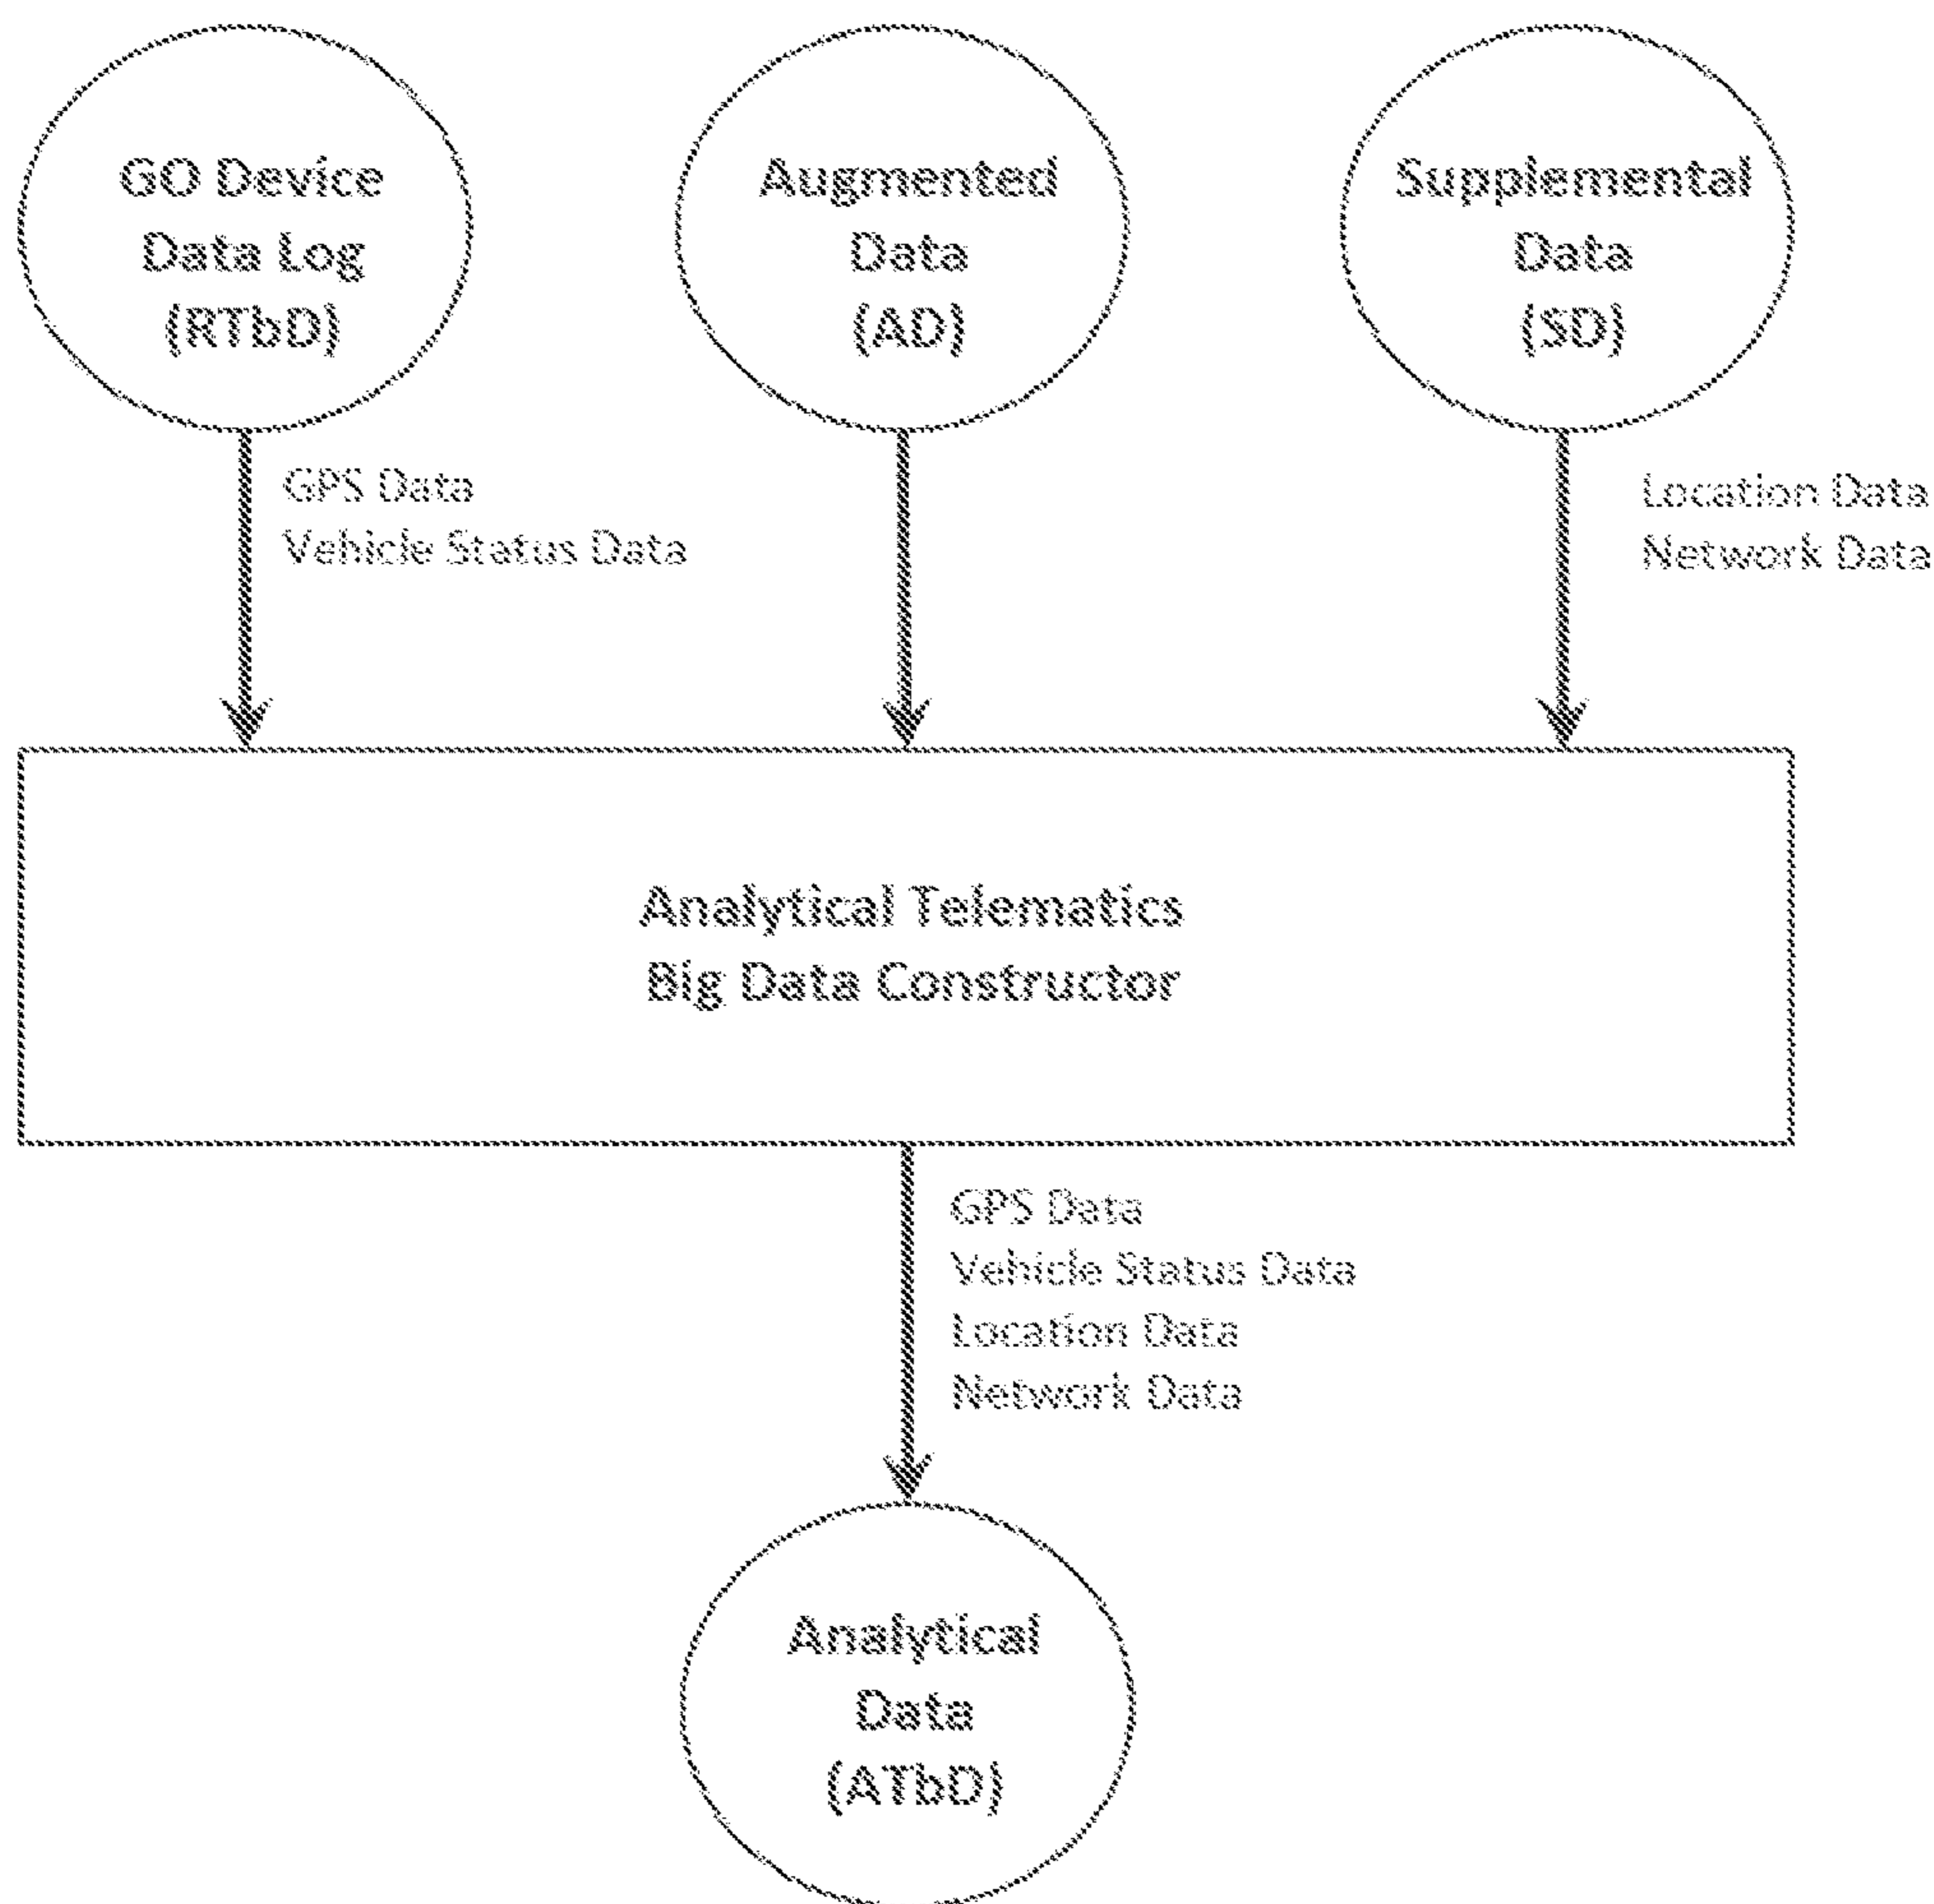 GO Device
Data Log
(RTbD)
Augmented
Data
(AD)
Supplemental
Data
(SD)
GPS Data
Vehicle Status Data
Location Data
Network Data
Analytical Telematics
Big Data Constructor
GPS Data
Vehicle Status Data
Location Data
Network Data
Analytical
Data
(ATbD)